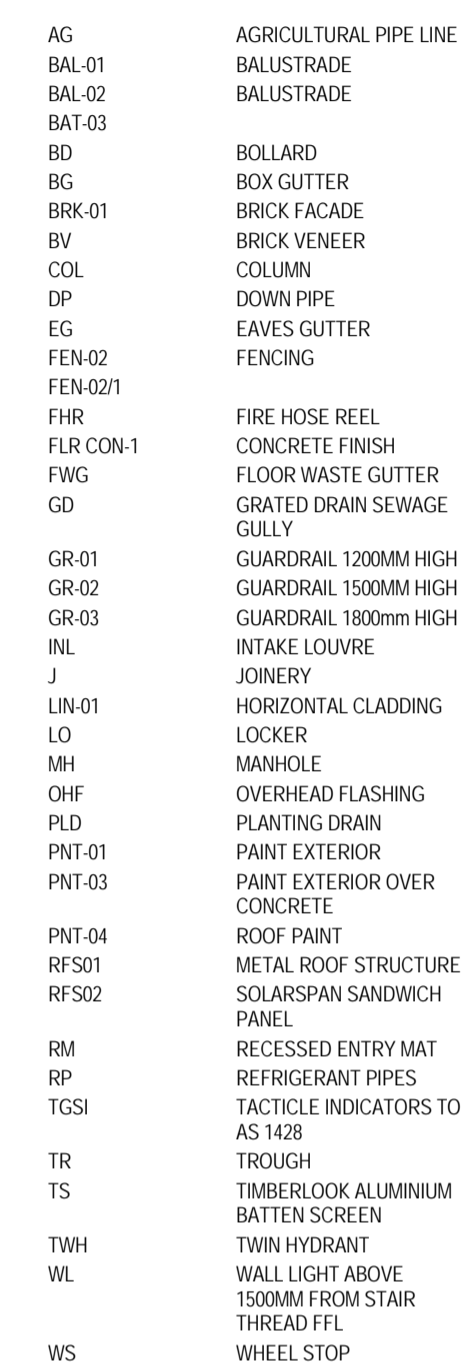 AG AGRICULTURAL PIPE LINE
BAL-01 BALUSTRADE
BAL-02 BALUSTRADE
BAT-03
BD BOLLARD
BG BOX GUTTER
BRK-01 BRICK FACADE
BV BRICK VENEER
COL COLUMN
DP DOWN PIPE
EG EAVES GUTTER
FEN-02 FENCING
FEN-02/1
FHR FIRE HOSE REEL
FLR CON-1 CONCRETE FINISH
FWG FLOOR WASTE GUTTER
GD GRATED DRAIN SEWAGE
GULLY
GR-01 GUARDRAIL 1200MM HIGH
GR-02 GUARDRAIL 1500MM HIGH
GR-03 GUARDRAIL 1800mm HIGH
INL INTAKE LOUVRE
J JOINERY
LIN-01 HORIZONTAL CLADDING
LO LOCKER
MH MANHOLE
OHF OVERHEAD FLASHING
PLD PLANTING DRAIN
PNT-01 PAINT EXTERIOR
PNT-03 PAINT EXTERIOR OVER
CONCRETE
PNT-04 ROOF PAINT
RFS01 METAL ROOF STRUCTURE
RFS02 SOLARSPAN SANDWICH
PANEL
RM RECESSED ENTRY MAT
RP REFRIGERANT PIPES
TGSI TACTICLE INDICATORS TO
AS 1428
TR TROUGH
TS TIMBERLOOK ALUMINIUM
BATTEN SCREEN
TWH TWIN HYDRANT
WL WALL LIGHT ABOVE
1500MM FROM STAIR
THREAD FFL
WS WHEEL STOP